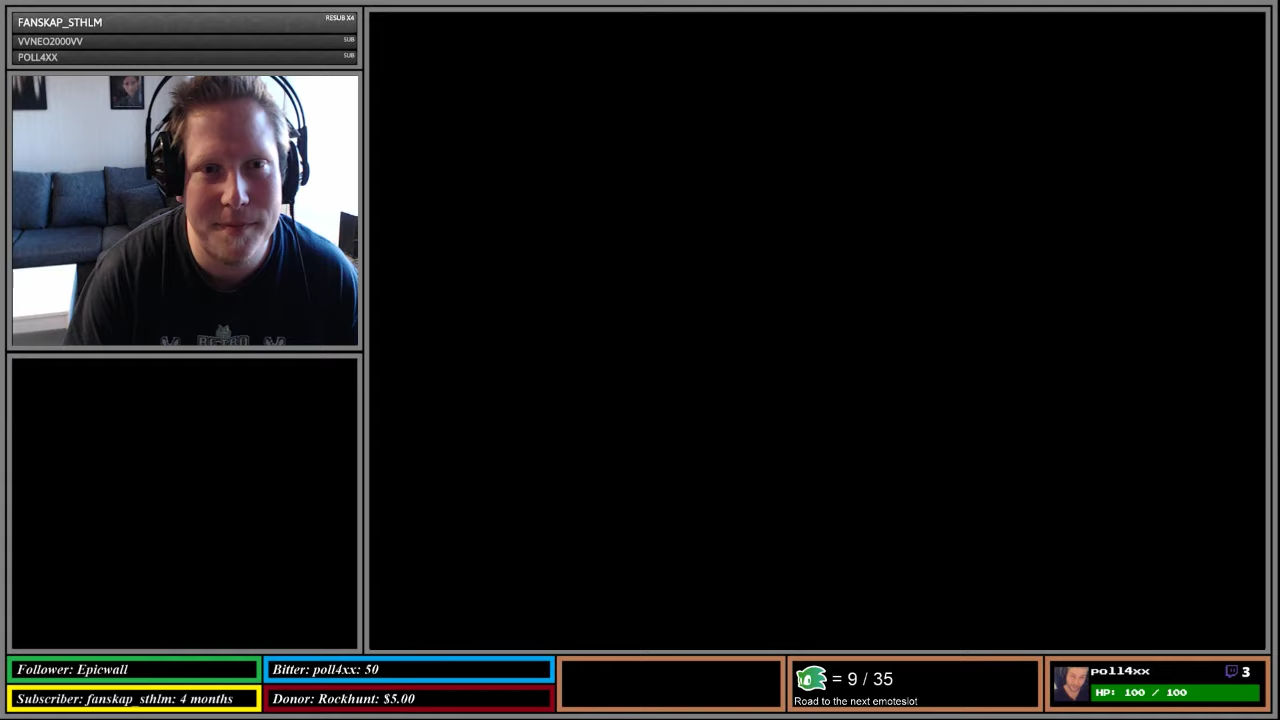 FANSKAP_STHLM RESUB X4
VVNEO2000VV SUB
POLL4XX SUB
Follower: Epicwall
Bitter: poll4xx: 50
Subscriber: fanskap_sthlm: 4 months
Donor: Rockhunt: $5.00
= 9 / 35
Road to the next emoteslot
poll4xx 3
HP: 100 / 100